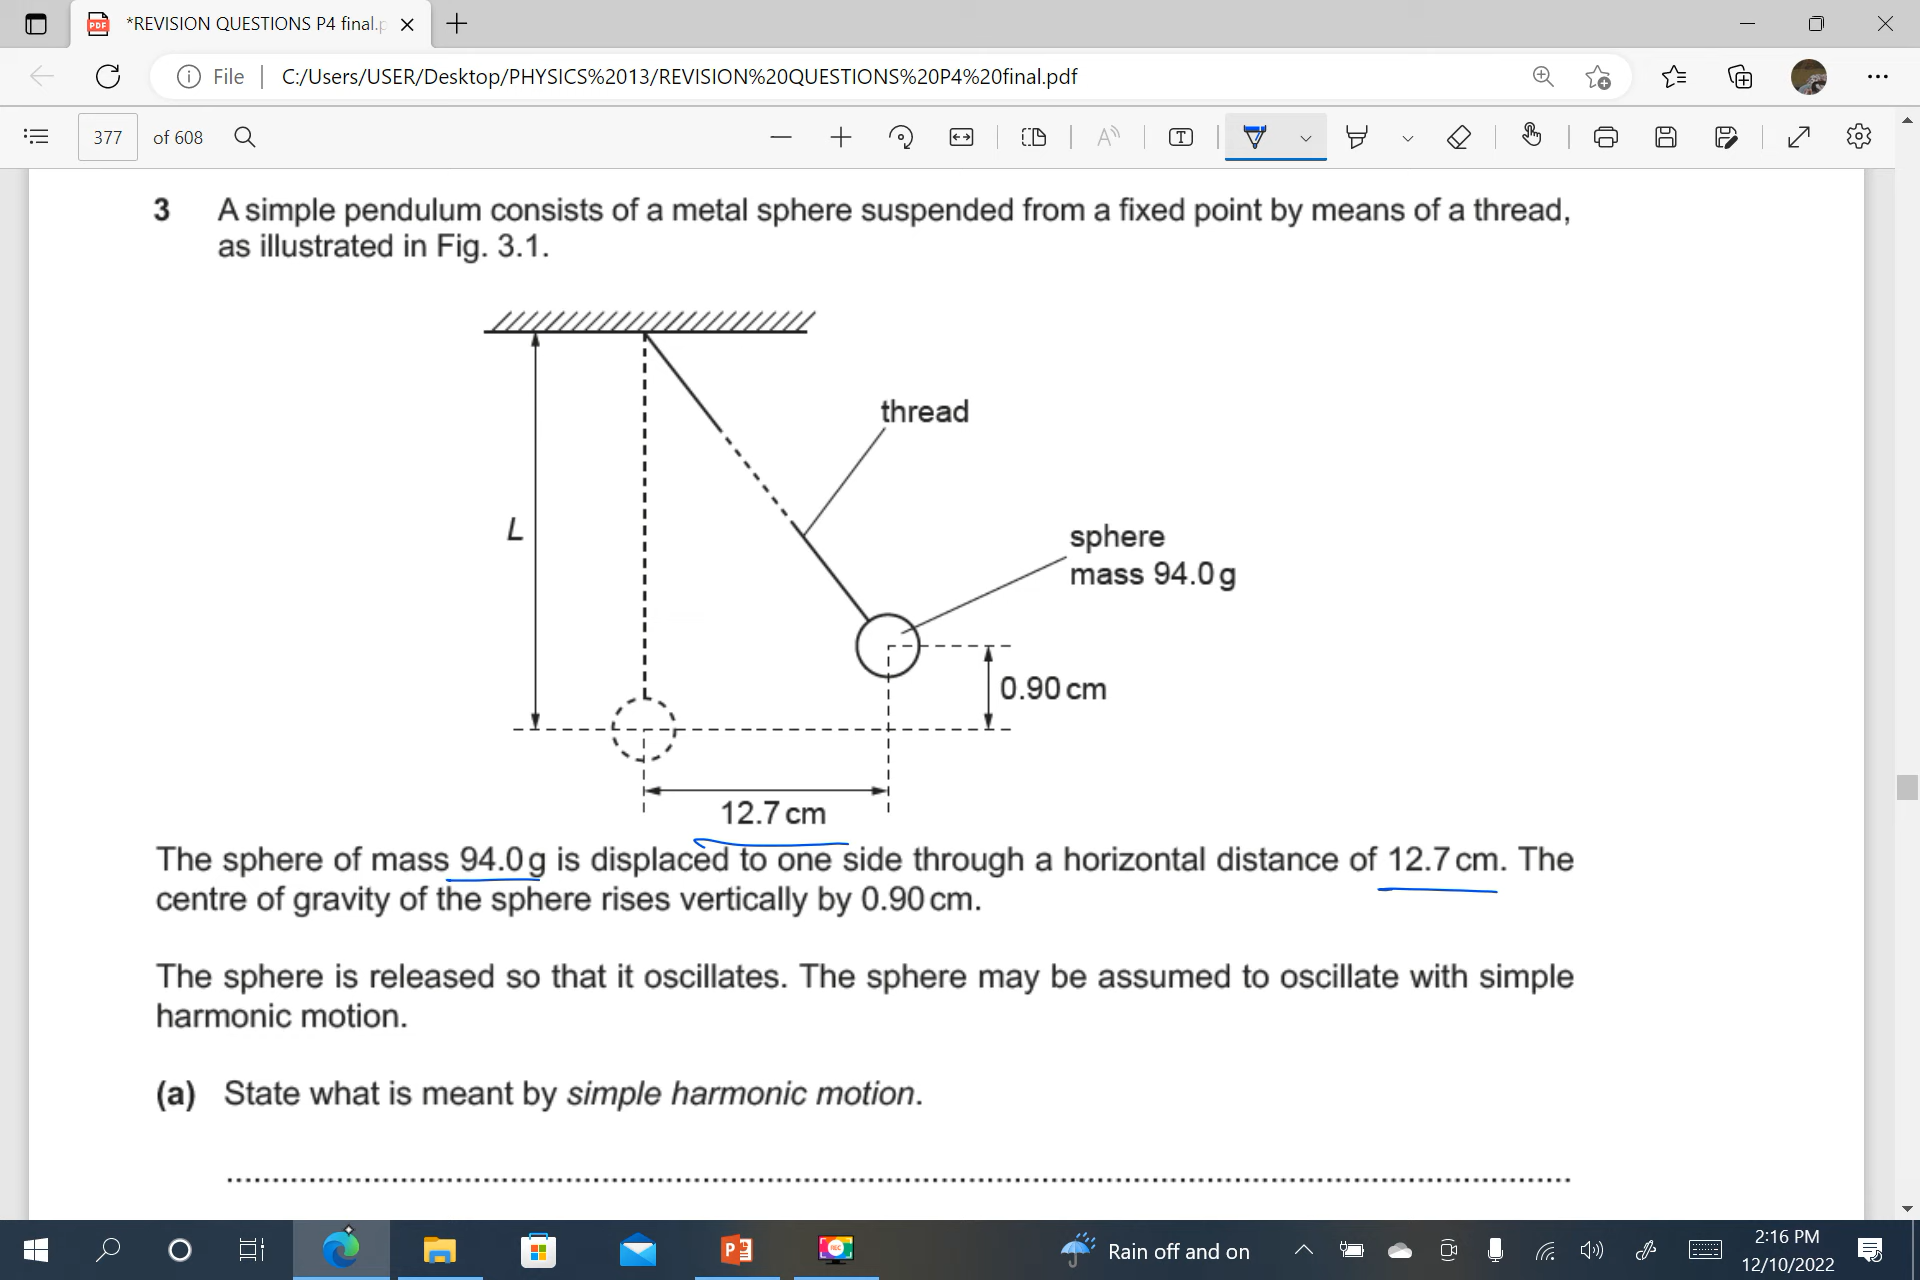 *REVISION QUESTIONS P4 final.p
File
C:/Users/USER/Desktop/PHYSICS%2013/REVISION%20QUESTIONS%20P4%20final.pdf
377 of 608
3 A simple pendulum consists of a metal sphere suspended from a fixed point by means of a thread,
as illustrated in Fig. 3.1.
thread
L
sphere
mass 94.0 g
0.90 cm
12.7 cm
The sphere of mass 94.0 g is displaced to one side through a horizontal distance of 12.7 cm. The
centre of gravity of the sphere rises vertically by 0.90 cm.
The sphere is released so that it oscillates. The sphere may be assumed to oscillate with simple
harmonic motion.
(a) State what is meant by simple harmonic motion.
Rain off and on
2:16 PM
12/10/2022